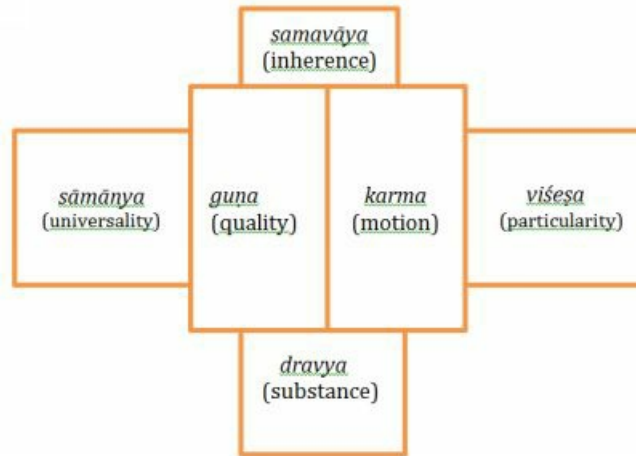 samavāya
(inherence)
sāmānya
(universality)
guṇa
(quality)
karma
(motion)
viśeṣa
(particularity)
dravya
(substance)